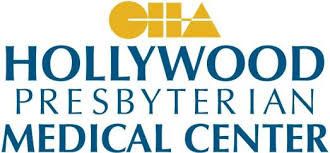 CHA
HOLLYWOOD
PRESBYTERIAN
MEDICAL CENTER